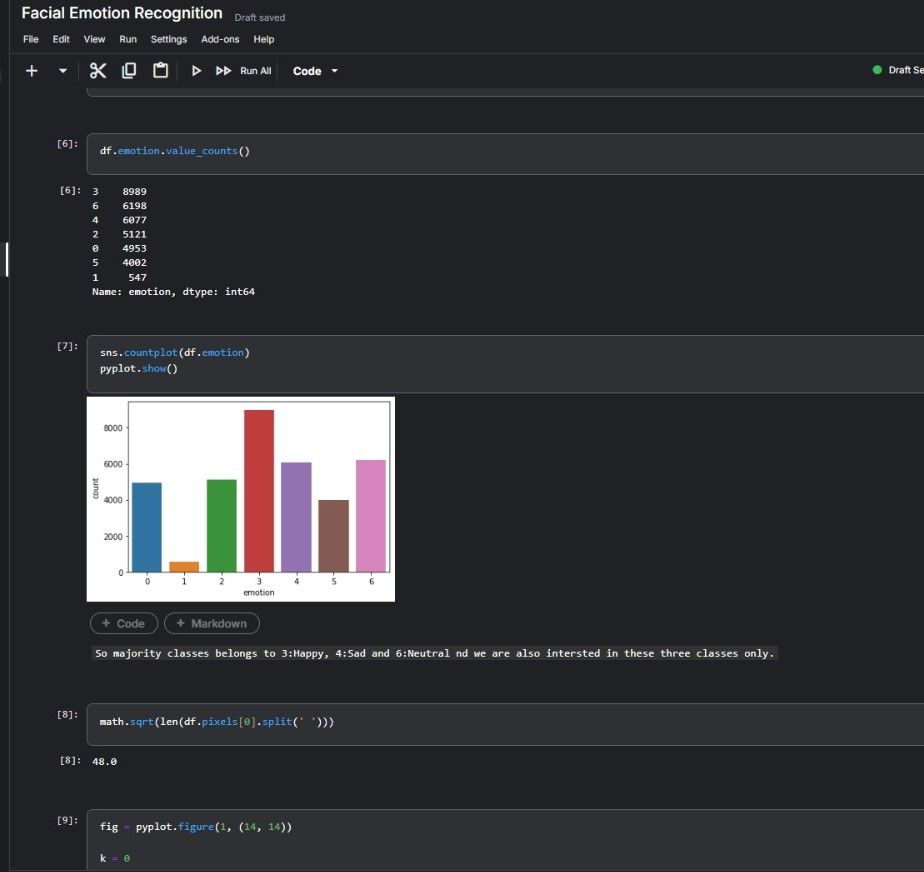 Facial Emotion Recognition Draft saved
File Edit View Run Settings Add-ons Help
Run All Code Draft Se
[6]: df.emotion.value_counts()
[6]: 3 8989
6 6198
4 6077
2 5121
0 4953
5 4002
1 547
Name: emotion, dtype: int64
[7]: sns.countplot(df.emotion)
pyplot.show()
8000
6000
4000
2000
0
count
0 1 2 3 4 5 6
emotion
+ Code + Markdown
So majority classes belongs to 3:Happy, 4:Sad and 6:Neutral nd we are also intersted in these three classes only.
[8]: math.sqrt(len(df.pixels[0].split(' ')))
[8]: 48.0
[9]: fig = pyplot.figure(1, (14, 14))
k = 0